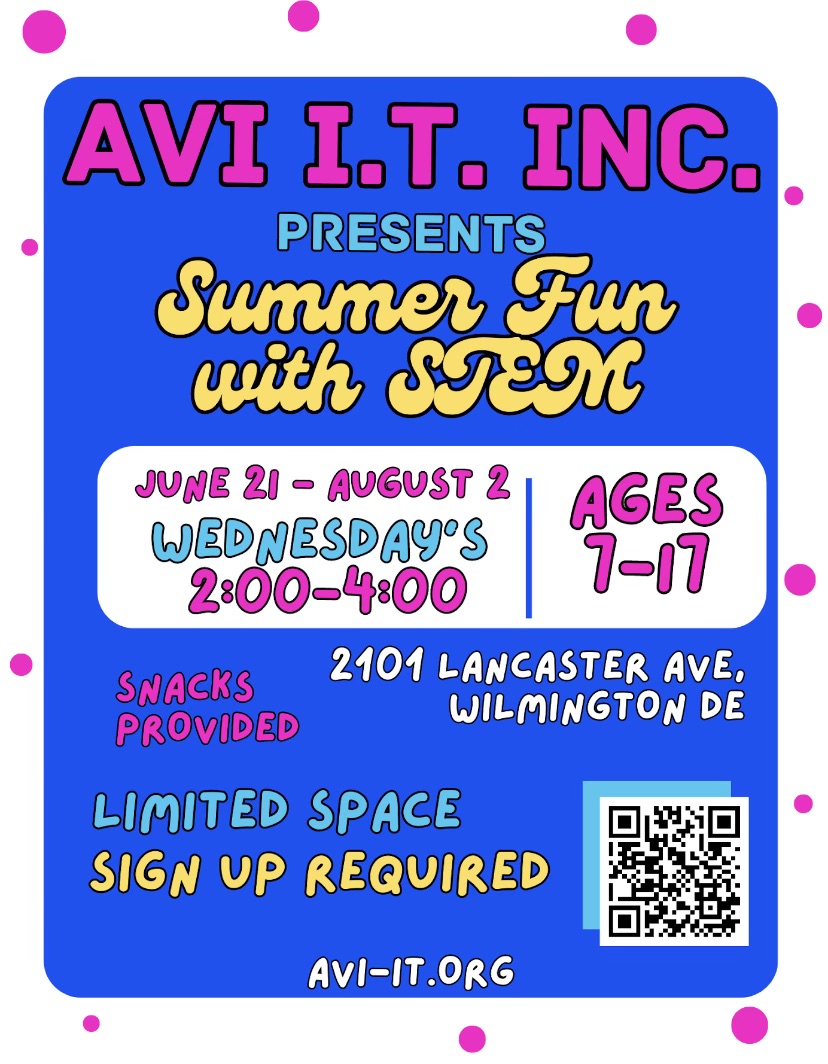 AVI I.T. INC.
PRESENTS
Summer Fun
with STEM
JUNE 21 - AUGUST 2
WEDNESDAY'S
2:00-4:00
AGES
7-17
2101 LANCASTER AVE,
WILMINGTON DE
SNACKS
PROVIDED
LIMITED SPACE
SIGN UP REQUIRED
AVI-IT.ORG